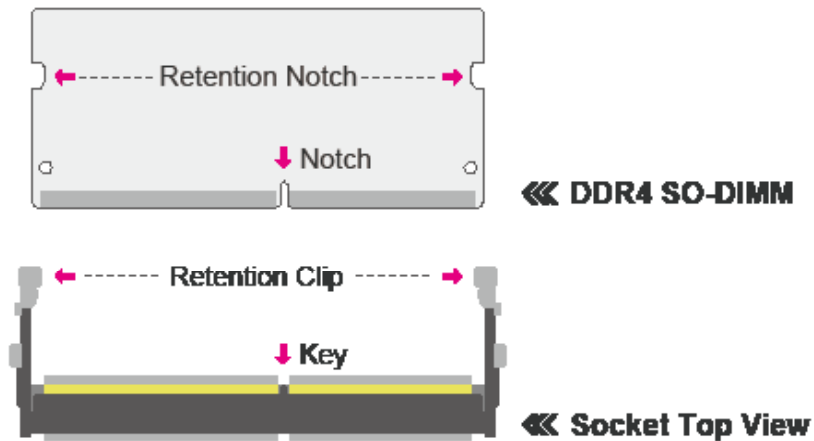 Retention Notch
Notch
DDR4 SO-DIMM
Retention Clip
Key
Socket Top View